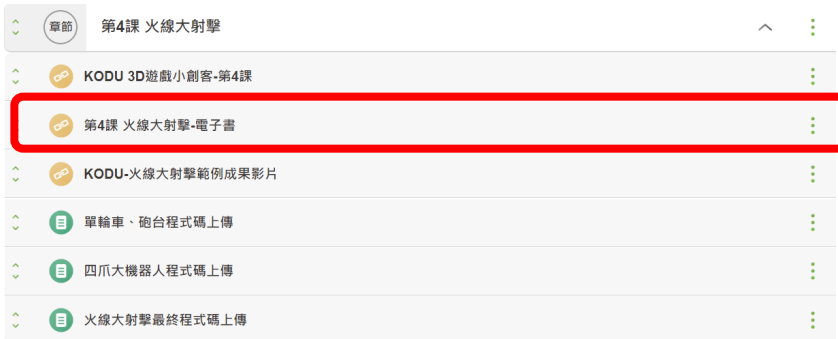 章節 第4課 火線大射擊
KODU 3D遊戲小創客-第4課
第4課 火線大射擊-電子書
KODU-火線大射擊範例成果影片
單輪車、砲台程式碼上傳
四爪大機器人程式碼上傳
火線大射擊最終程式碼上傳